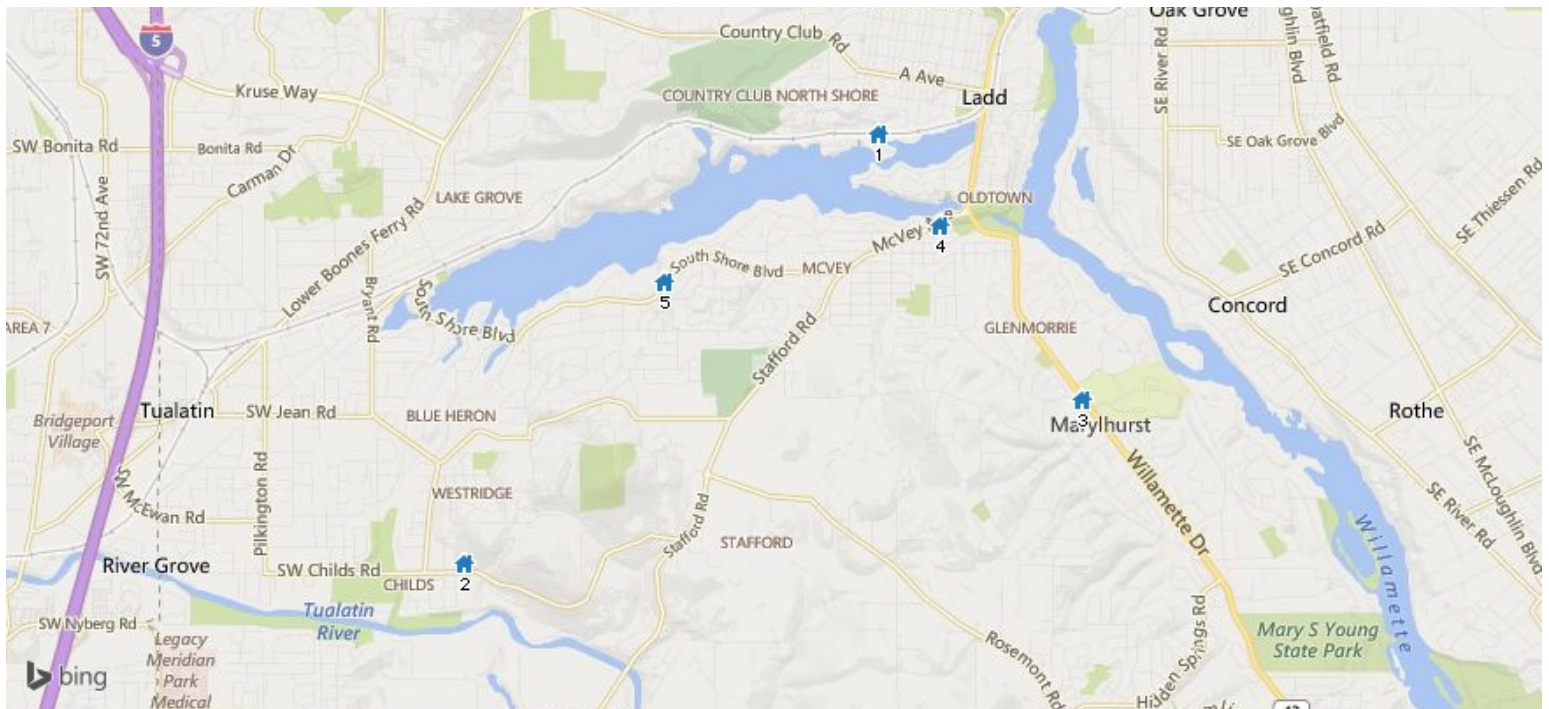 Oak Grove
5
Country Club Rd
A Ave
Ladd
COUNTRY CLUB NORTH SHORE
Kruse Way
SW Bonita Rd
Bonita Rd
Carman Dr
SW 72nd Ave
LAKE GROVE
Lower Boones Ferry Rd
Bryant Rd
1
OLDTOWN
4
McVey
MCVEY
South Shore Blvd
5
South Shore Blvd
Stafford Rd
GLENMORRIE
SE River Rd
SE Oak Grove Blvd
SE Thiessen Rd
SE Concord Rd
Concord
AREA 7
Bridgeport
Village
Tualatin
SW Jean Rd
BLUE HERON
3
Marylhurst
Rothe
SE McLoughlin Blvd
SE River Rd
Willamette Dr
Willamette
SW McEwan Rd
Pilkington Rd
WESTRIDGE
Stafford Rd
STAFFORD
River Grove
SW Childs Rd
CHILDS
2
Tualatin
River
SW Nyberg Rd
Legacy
Meridian
Park
Medical
bing
Rosemont Rd
Hidden Springs Rd
Mary S Young
State Park
43